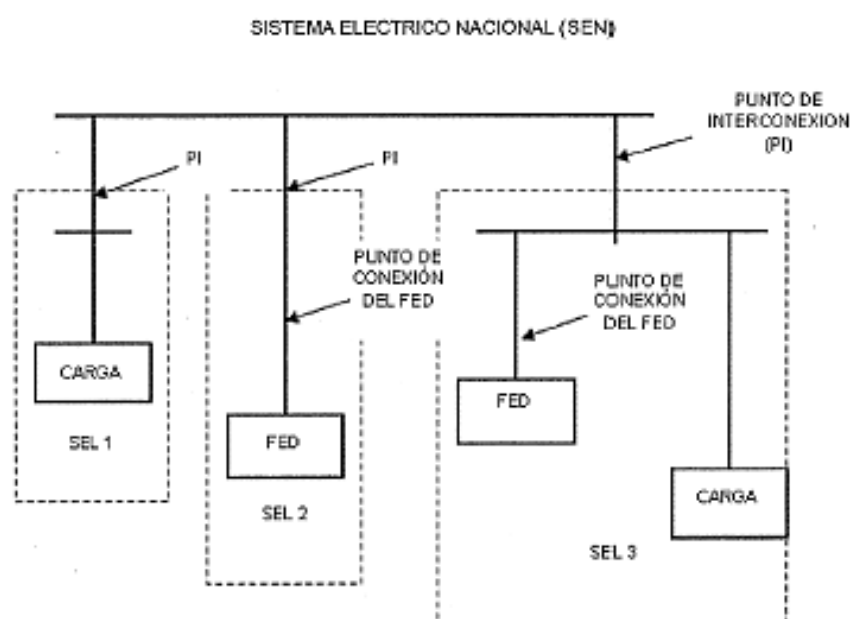 SISTEMA ELECTRICO NACIONAL (SEN)
PUNTO DE
INTERCONEXION
(PI)
PI
PI
PUNTO DE
CONEXIÓN
DEL FED
PUNTO DE
CONEXIÓN
DEL FED
CARGA
FED
FED
SEL 1
CARGA
SEL 2
SEL 3